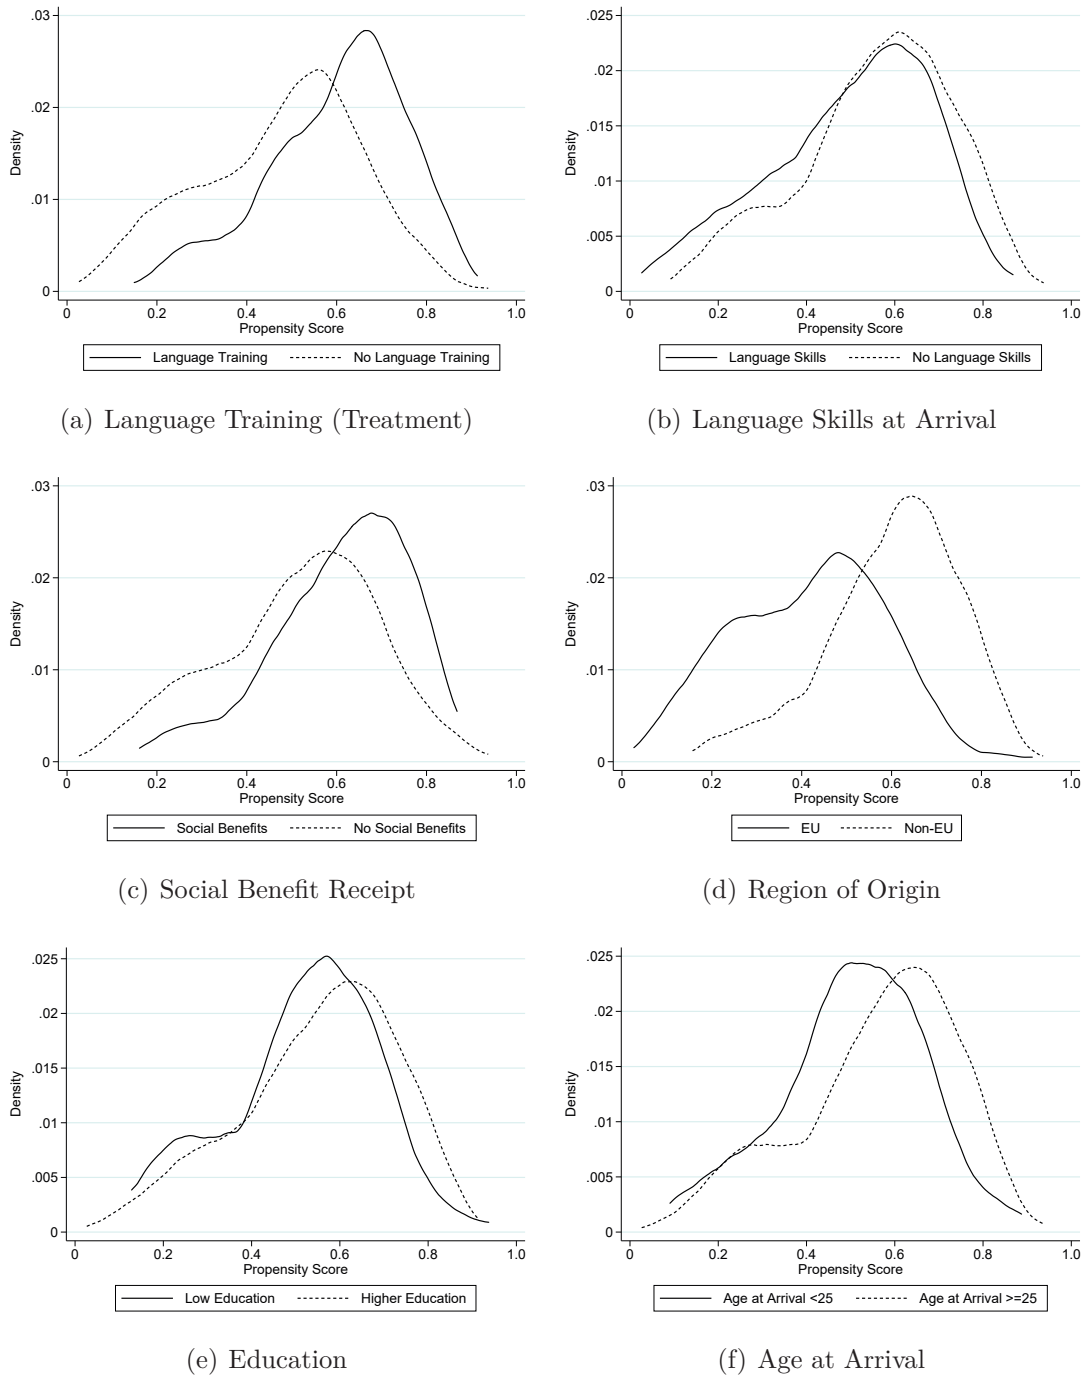 .03
.02
.01
0
Density
0 0.2 0.4 0.6 0.8 1.0
Propensity Score
Language Training No Language Training
(a) Language Training (Treatment)
.025
.02
.015
.01
.005
0
Density
0 0.2 0.4 0.6 0.8 1.0
Propensity Score
Language Skills No Language Skills
(b) Language Skills at Arrival
.03
.02
.01
0
Density
0 0.2 0.4 0.6 0.8 1.0
Propensity Score
Social Benefits No Social Benefits
(c) Social Benefit Receipt
.03
.02
.01
0
Density
0 0.2 0.4 0.6 0.8 1.0
Propensity Score
EU Non-EU
(d) Region of Origin
.025
.02
.015
.01
.005
0
Density
0 0.2 0.4 0.6 0.8 1.0
Propensity Score
Low Education Higher Education
(e) Education
.025
.02
.015
.01
.005
0
Density
0 0.2 0.4 0.6 0.8 1.0
Propensity Score
Age at Arrival <25 Age at Arrival >=25
(f) Age at Arrival